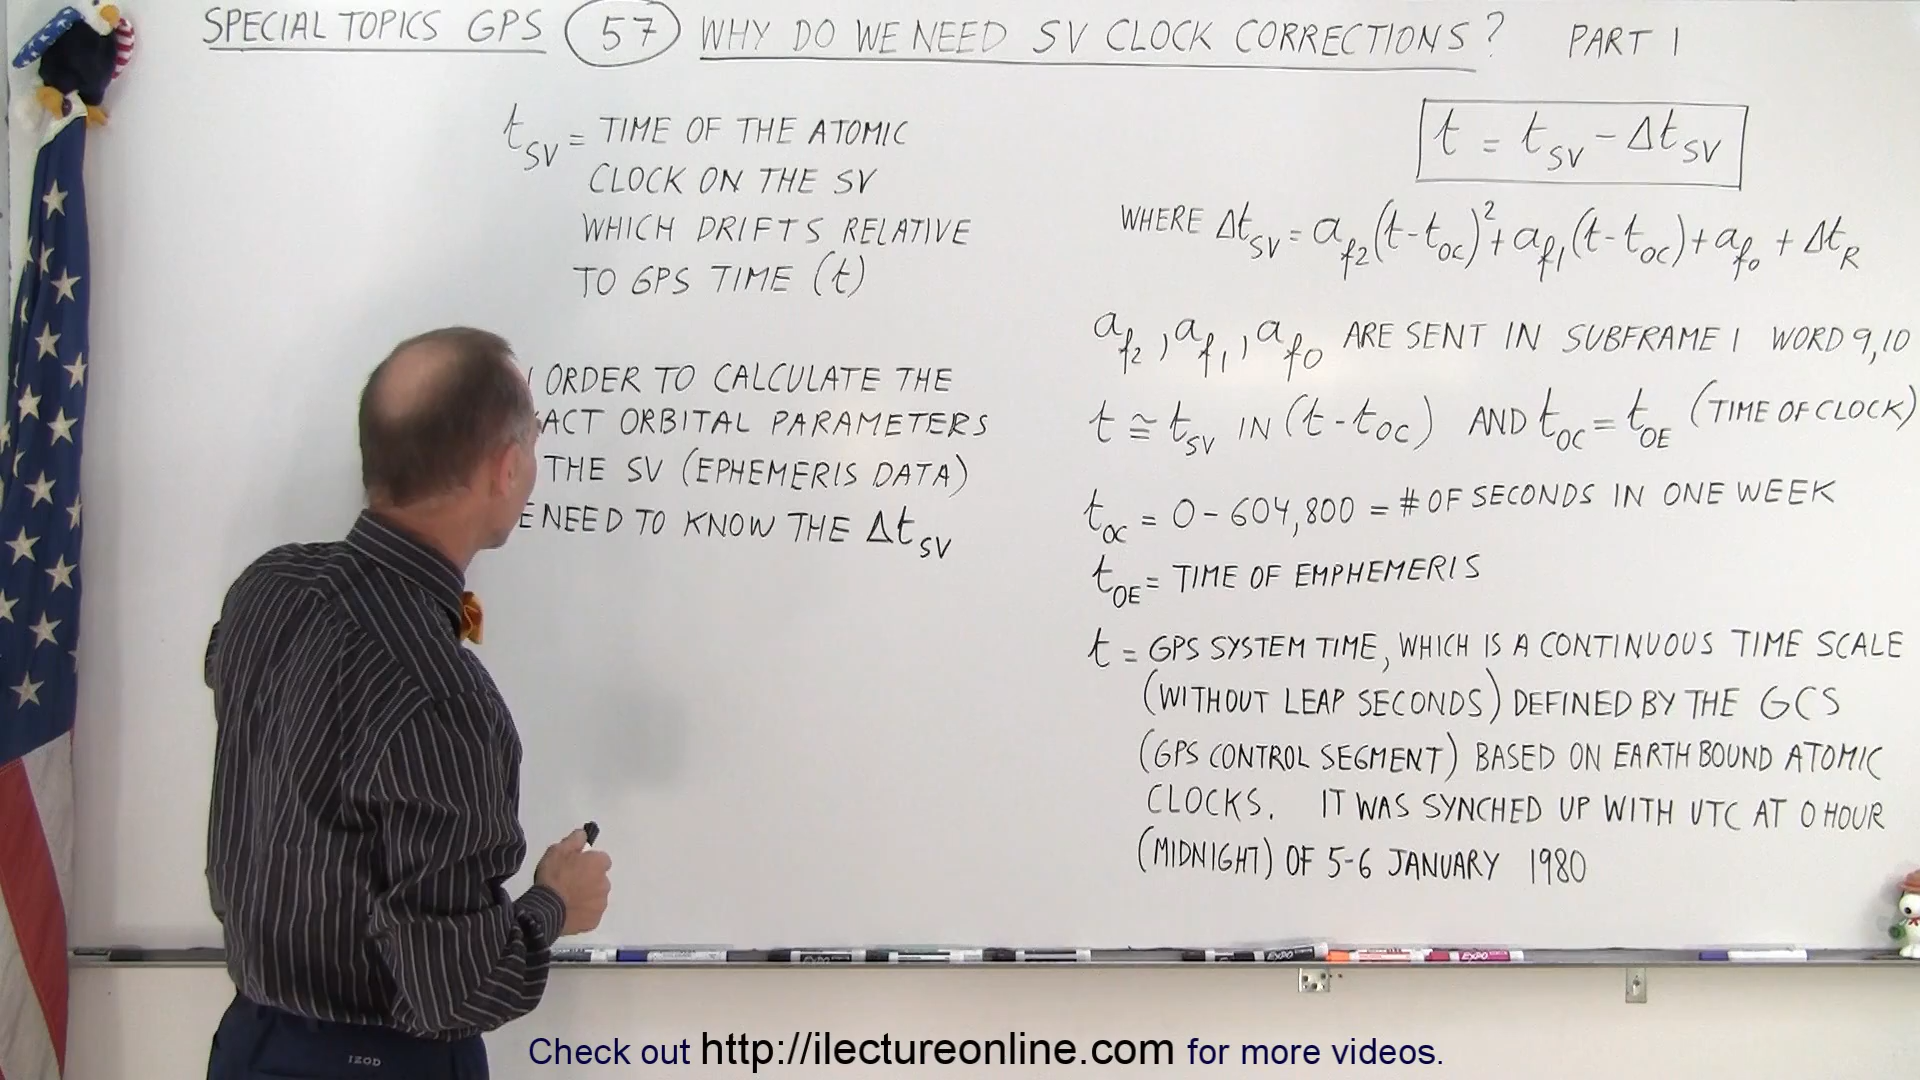 SPECIAL TOPICS GPS 57 WHY DO WE NEED SV CLOCK CORRECTIONS? PART 1
t_SV = TIME OF THE ATOMIC
CLOCK ON THE SV
WHICH DRIFTS RELATIVE
TO GPS TIME (t)
ORDER TO CALCULATE THE
ACT ORBITAL PARAMETERS
THE SV (EPHEMERIS DATA)
E NEED TO KNOW THE Δt_SV
t = t_SV - Δt_SV
WHERE Δt_SV = a_f2(t-t_OC)² + a_f1(t-t_OC) + a_f0 + Δt_R
a_f2, a_f1, a_f0 ARE SENT IN SUBFRAME 1 WORD 9,10
t ≅ t_SV IN (t-t_OC) AND t_OC = t_OE (TIME OF CLOCK)
t_OC = 0 - 604,800 = # OF SECONDS IN ONE WEEK
t_OE = TIME OF EMPHEMERIS
t = GPS SYSTEM TIME, WHICH IS A CONTINUOUS TIME SCALE
(WITHOUT LEAP SECONDS) DEFINED BY THE GCS
(GPS CONTROL SEGMENT) BASED ON EARTH BOUND ATOMIC
CLOCKS. IT WAS SYNCHED UP WITH UTC AT 0 HOUR
(MIDNIGHT) OF 5-6 JANUARY 1980
EXPO
EXPO
EXPO
IZOD
Check out http://ilectureonline.com for more videos.